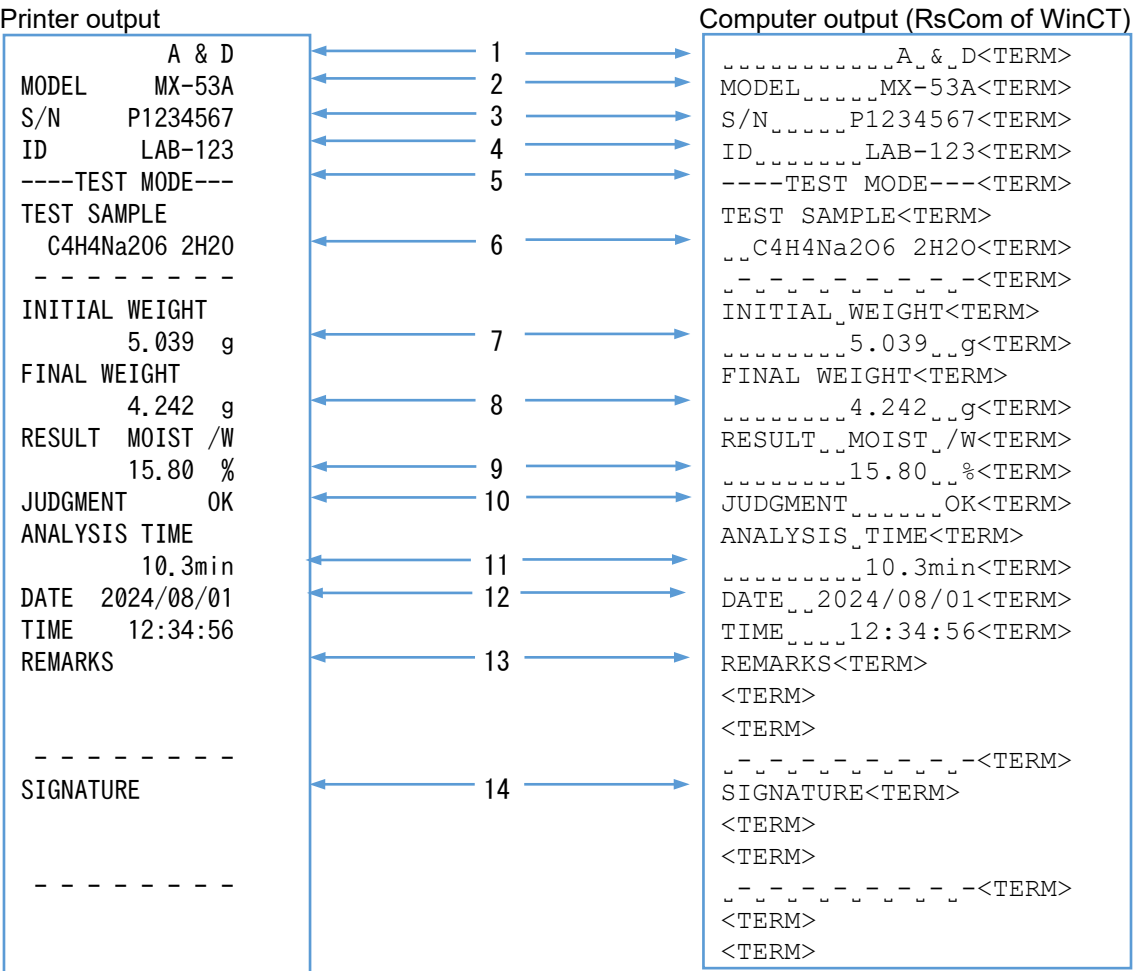 Printer output
A & D
MODEL     MX-53A
S/N     P1234567
ID       LAB-123
----TEST MODE---
TEST SAMPLE
  C4H4Na2O6 2H2O
 - - - - - - - -
INITIAL WEIGHT
        5.039  g
FINAL WEIGHT
        4.242  g
RESULT  MOIST /W
        15.80  %
JUDGMENT      OK
ANALYSIS TIME
         10.3min
DATE  2024/08/01
TIME    12:34:56
REMARKS
 - - - - - - - -
SIGNATURE
 - - - - - - - -
1
2
3
4
5
6
7
8
9
10
11
12
13
14
Computer output (RsCom of WinCT)
␣␣␣␣␣␣␣␣␣␣␣A␣&␣D<TERM>
MODEL␣␣␣␣␣MX-53A<TERM>
S/N␣␣␣␣␣P1234567<TERM>
ID␣␣␣␣␣␣␣LAB-123<TERM>
----TEST MODE---<TERM>
TEST SAMPLE<TERM>
␣␣C4H4Na2O6 2H2O<TERM>
␣-␣-␣-␣-␣-␣-␣-␣-<TERM>
INITIAL␣WEIGHT<TERM>
␣␣␣␣␣␣␣␣5.039␣␣g<TERM>
FINAL WEIGHT<TERM>
␣␣␣␣␣␣␣␣4.242␣␣g<TERM>
RESULT␣␣MOIST␣/W<TERM>
␣␣␣␣␣␣␣␣15.80␣␣%<TERM>
JUDGMENT␣␣␣␣␣␣OK<TERM>
ANALYSIS␣TIME<TERM>
␣␣␣␣␣␣␣␣␣10.3min<TERM>
DATE␣␣2024/08/01<TERM>
TIME␣␣␣␣12:34:56<TERM>
REMARKS<TERM>
<TERM>
<TERM>
␣-␣-␣-␣-␣-␣-␣-␣-<TERM>
SIGNATURE<TERM>
<TERM>
<TERM>
␣-␣-␣-␣-␣-␣-␣-␣-<TERM>
<TERM>
<TERM>